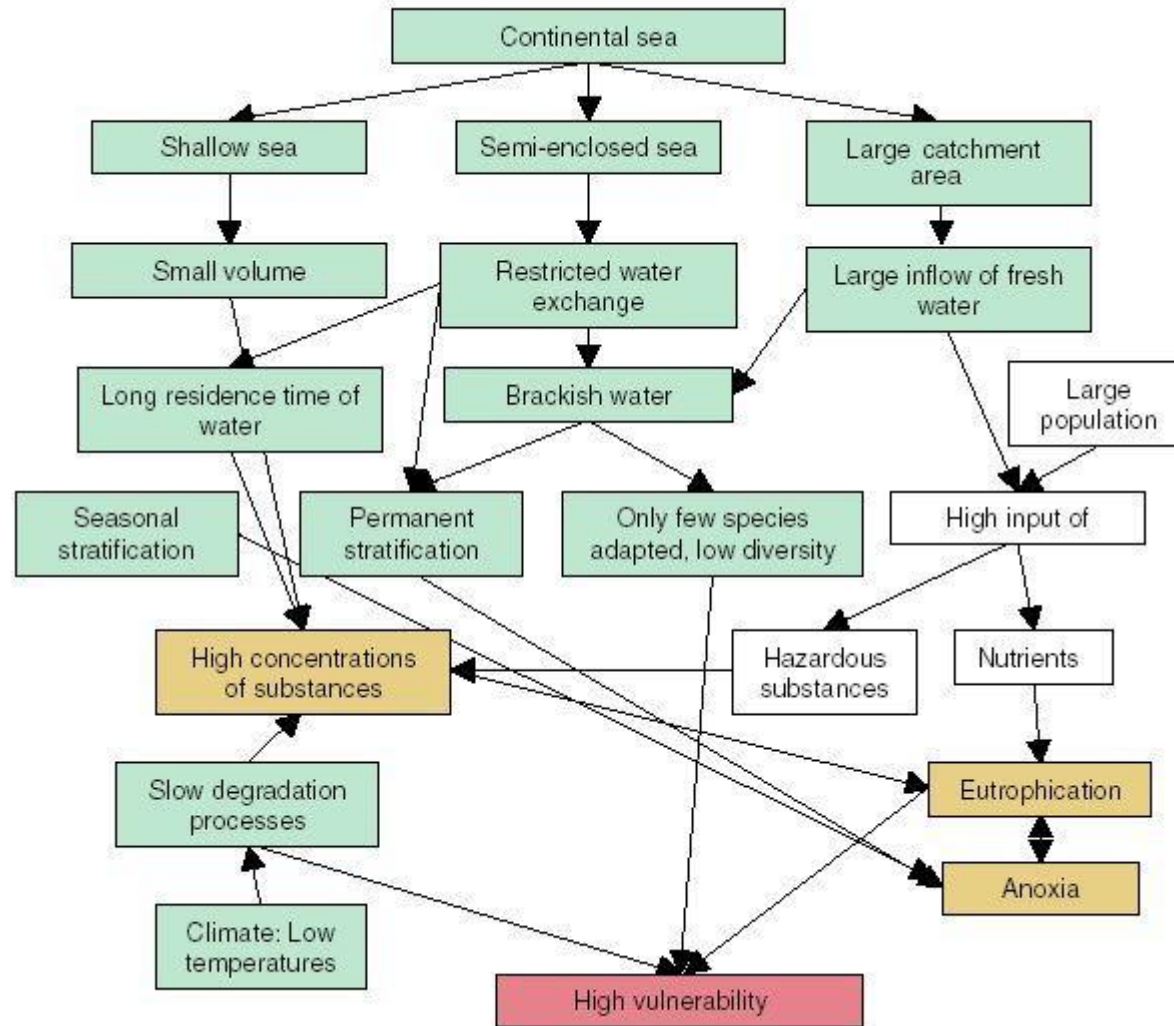 Continental sea
Shallow sea
Semi-enclosed sea
Large catchment
area
Small volume
Restricted water
exchange
Large inflow of fresh
water
Long residence time of
water
Brackish water
Large
population
Seasonal
stratification
Permanent
stratification
Only few species
adapted, low diversity
High input of
High concentrations
of substances
Hazardous
substances
Nutrients
Slow degradation
processes
Eutrophication
Anoxia
Climate: Low
temperatures
High vulnerability